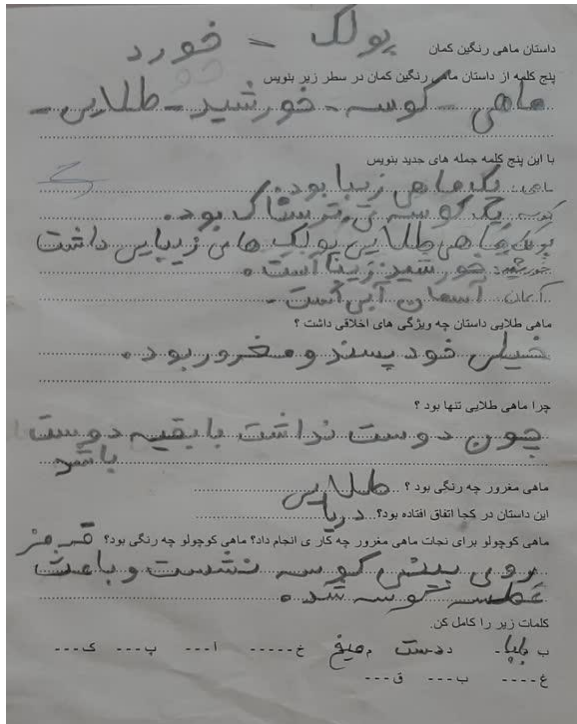 داستان ماهی رنگین کمان پولک = خورد
پنج کلمه از داستان ماهی رنگین کمان در سطر زیر بنویس
ماهی - کوسه - خورشید - طلایی -
با این پنج کلمه جمله های جدید بنویس
ماهی: یک ماهی زیبا بود.
کوسه: یک کوسه ی ترسناک بود.
پولک: ماهی طلایی پولک های زیبایی داشت
خورشید: خورشید زیبا است.
آسمان: آسمان آبی است.
ماهی طلایی داستان چه ویژگی های اخلاقی داشت ؟
خیلی خود پسند و مغرور بود.
چرا ماهی طلایی تنها بود ؟
چون دوست نداشت با بقیه دوست
باشد
ماهی مغرور چه رنگی بود ؟ طلایی
این داستان در کجا اتفاق افتاده بود؟ دریا
ماهی کوچولو برای نجات ماهی مغرور چه کار ی انجام داد؟ ماهی کوچولو چه رنگی بود؟ قرمز
روی بینی کوسه نشست و باعث
عطسه کوسه شد.
کلمات زیر را کامل کن.
ب د میخ خ----- ا--- پ--- ک---
غ---- ب--- ق---